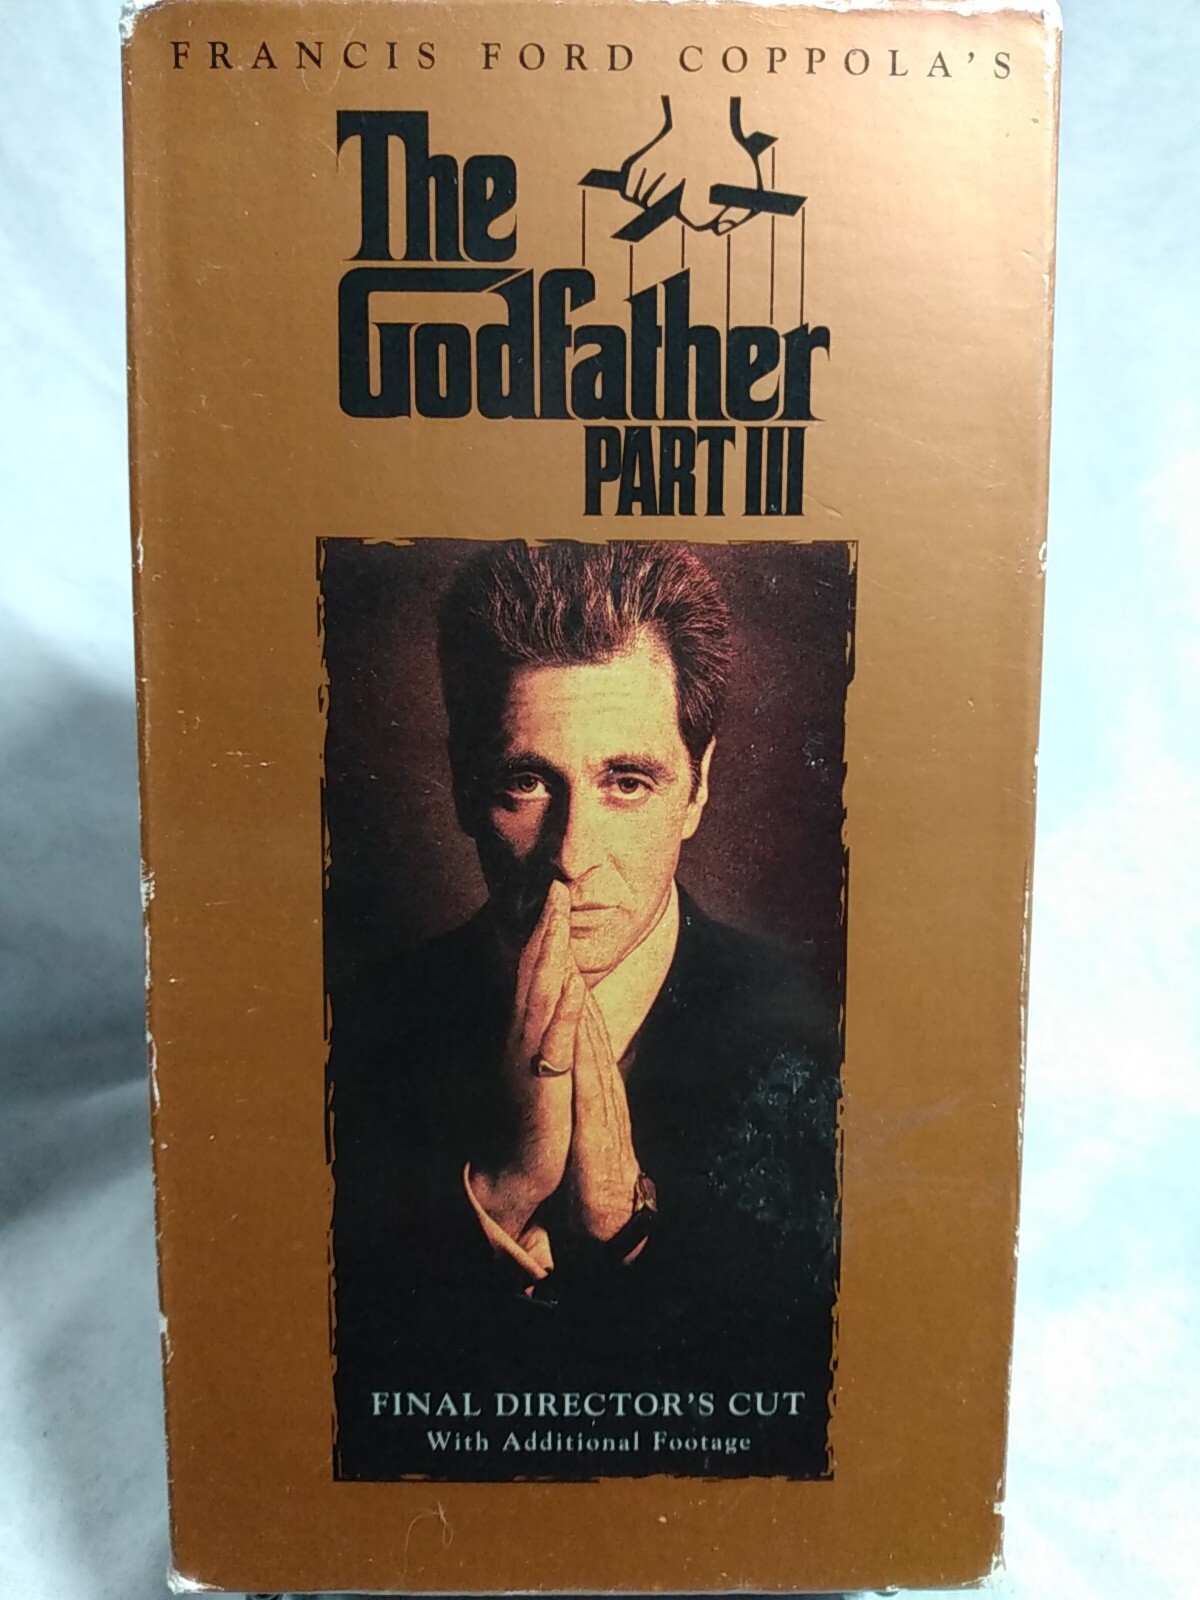 FRANCIS FORD COPPOLA'S
The
Godfather
PART III
FINAL DIRECTOR'S CUT
With Additional Footage